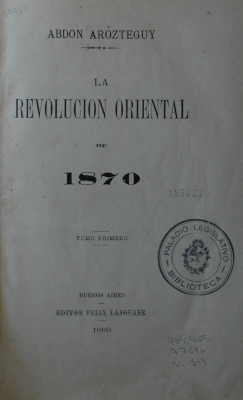 ABDON ARÓZTEGUY
LA
REVOLUCION ORIENTAL
DE
1870
TOMO PRIMERO
PALACIO LEGISLATIVO
BIBLIOTECA
BUENOS AIRES
EDITOR FELIX LAJOUANE
1889